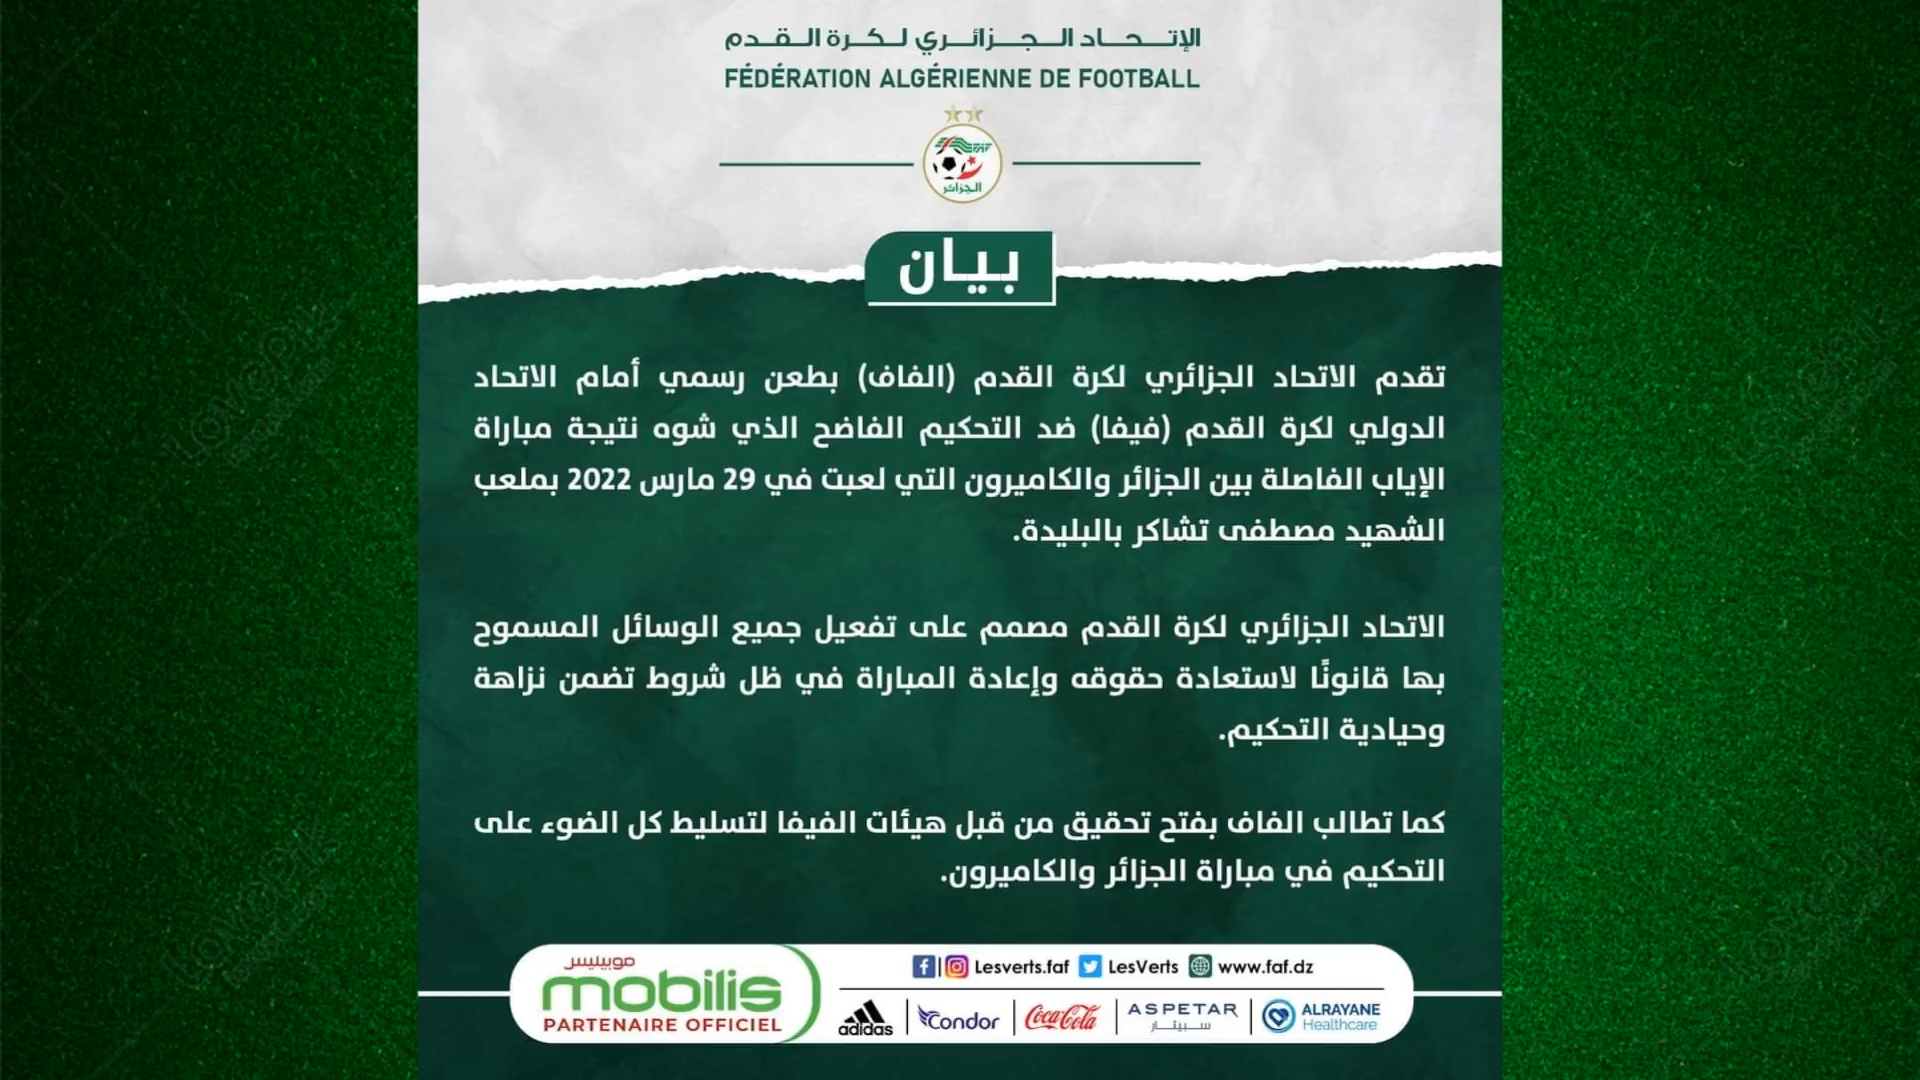 الإتـحـاد الـجـزائـري لـكـرة الـقـدم
FÉDÉRATION ALGÉRIENNE DE FOOTBALL
FAF
الجزائر
بيان
تقدم الاتحاد الجزائري لكرة القدم (الفاف) بطعن رسمي أمام الاتحاد
الدولي لكرة القدم (فيفا) ضد التحكيم الفاضح الذي شوه نتيجة مباراة
الإياب الفاصلة بين الجزائر والكاميرون التي لعبت في 29 مارس 2022 بملعب
الشهيد مصطفى تشاكر بالبليدة.
الاتحاد الجزائري لكرة القدم مصمم على تفعيل جميع الوسائل المسموح
بها قانونًا لاستعادة حقوقه وإعادة المباراة في ظل شروط تضمن نزاهة
وحيادية التحكيم.
كما تطالب الفاف بفتح تحقيق من قبل هيئات الفيفا لتسليط كل الضوء على
التحكيم في مباراة الجزائر والكاميرون.
موبيليس
mobilis
PARTENAIRE OFFICIEL
Lesverts.faf LesVerts www.faf.dz
adidas Condor Coca-Cola ASPETAR سبيتار ALRAYANE Healthcare